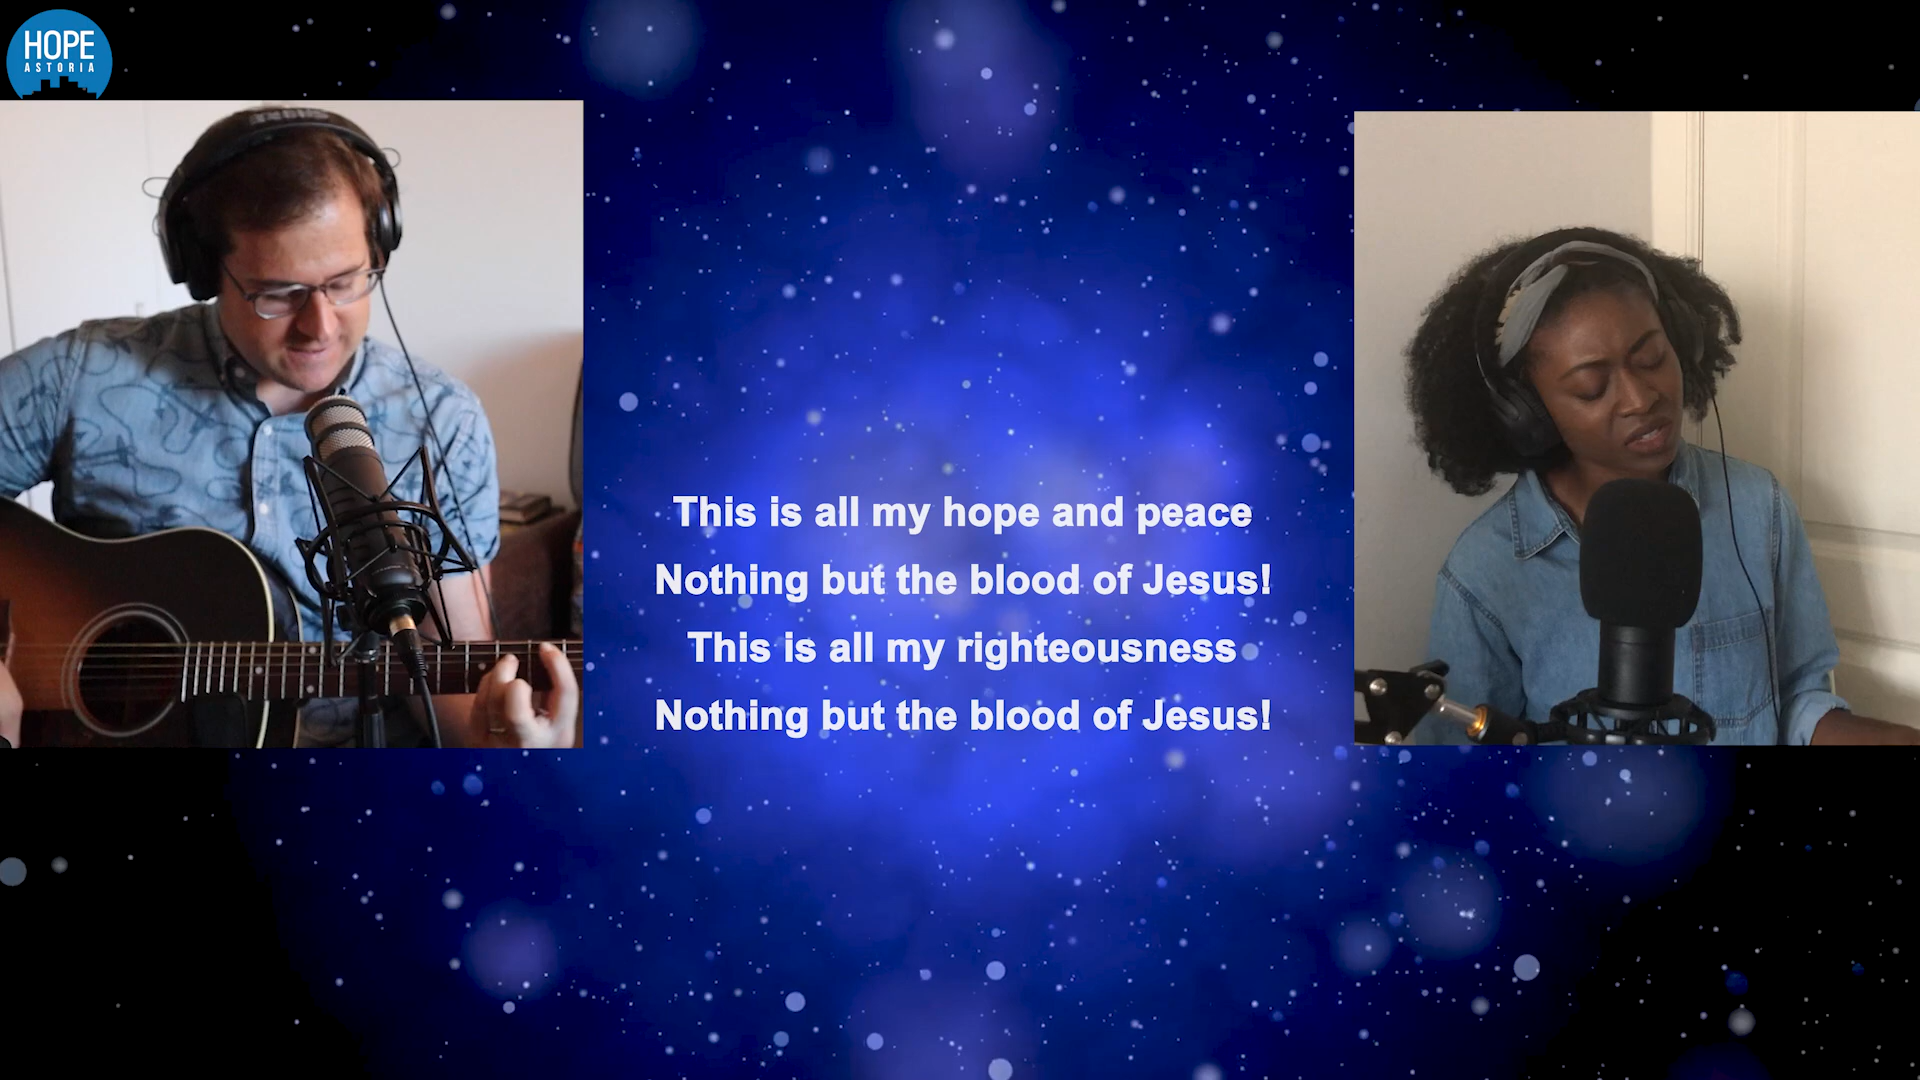 HOPE
ASTORIA
This is all my hope and peace
Nothing but the blood of Jesus!
This is all my righteousness
Nothing but the blood of Jesus!